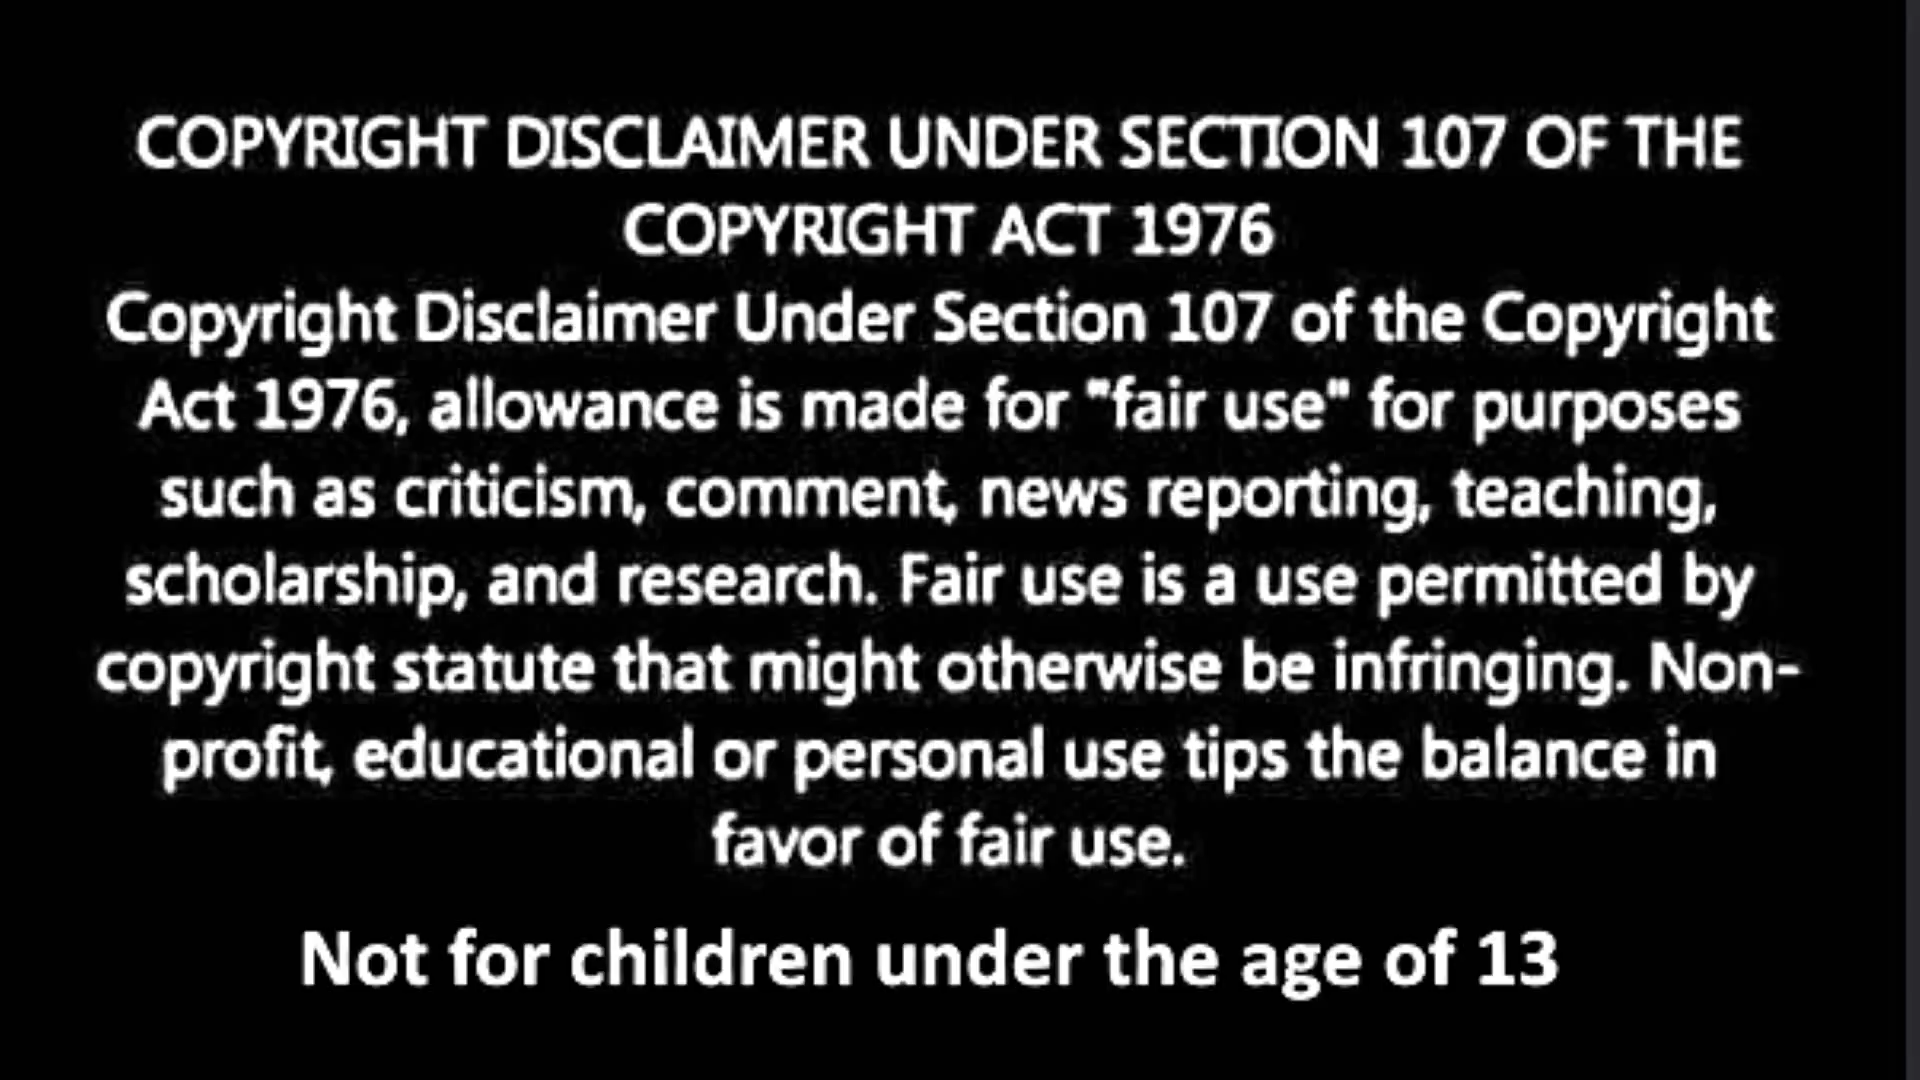 COPYRIGHT DISCLAIMER UNDER SECTION 107 OF THE
COPYRIGHT ACT 1976
Copyright Disclaimer Under Section 107 of the Copyright
Act 1976, allowance is made for "fair use" for purposes
such as criticism, comment, news reporting, teaching,
scholarship, and research. Fair use is a use permitted by
copyright statute that might otherwise be infringing. Non-
profit, educational or personal use tips the balance in
favor of fair use.
Not for children under the age of 13